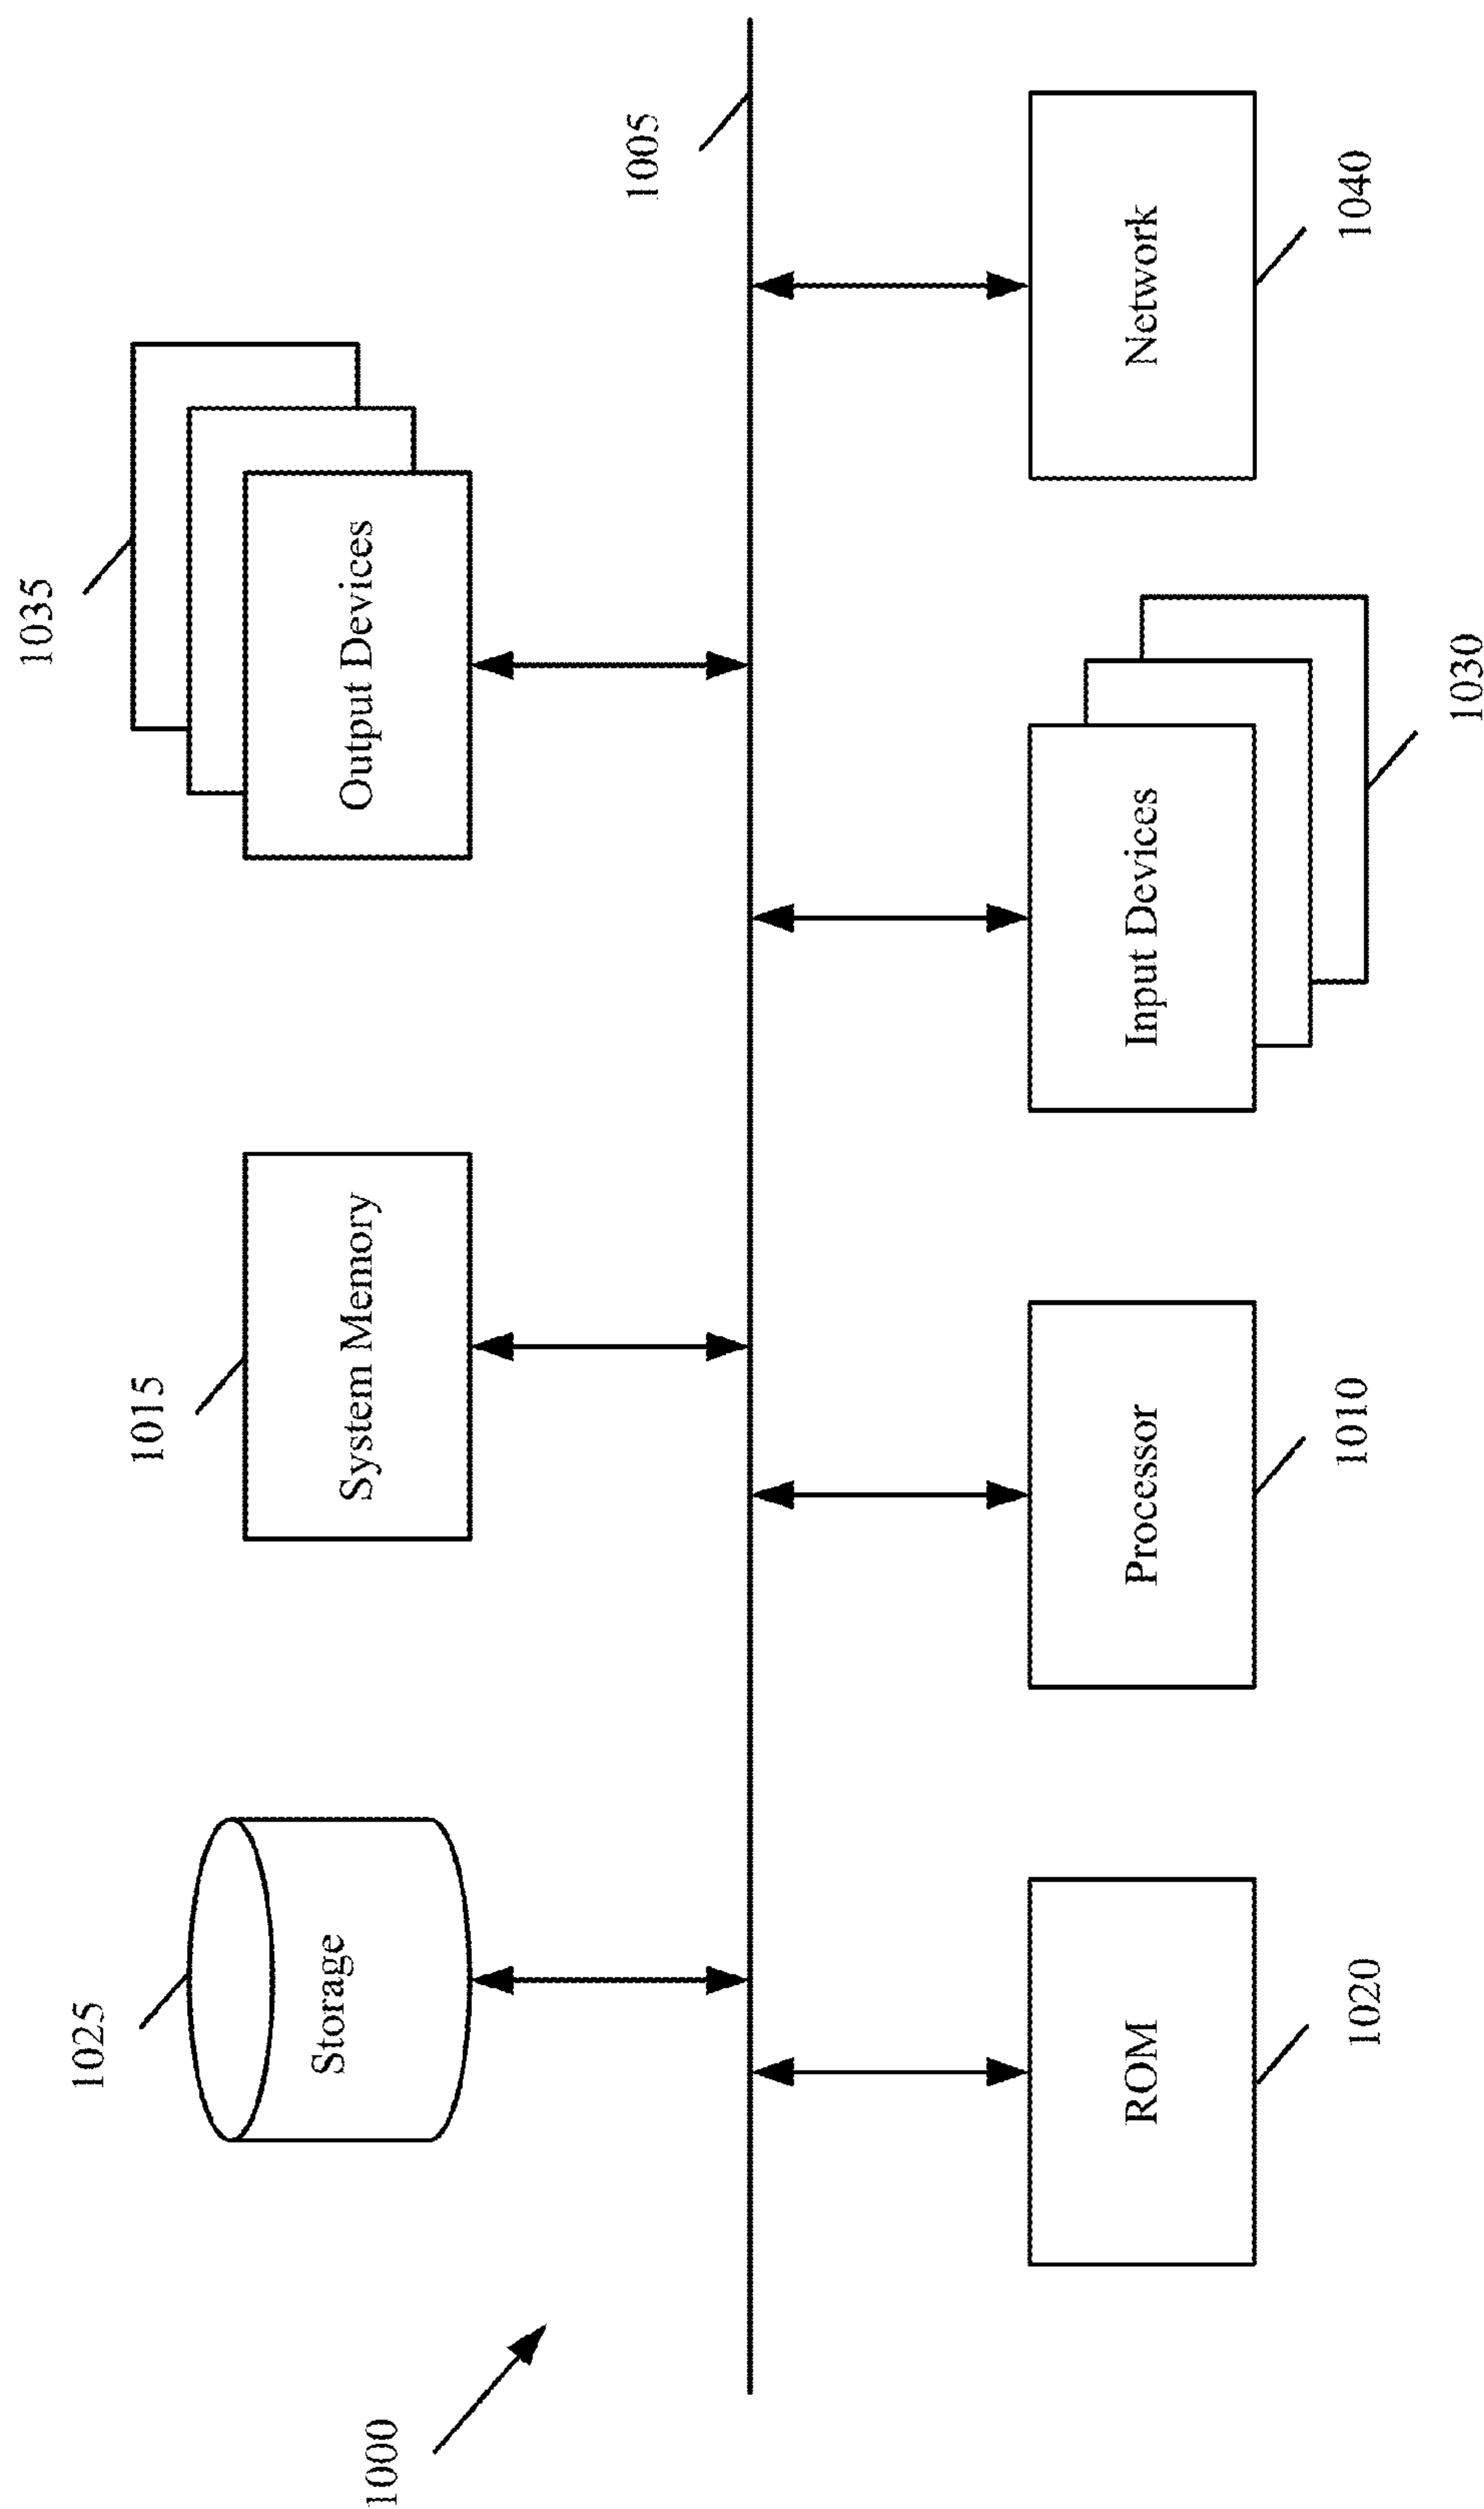 1000
1025
Storage
1015
System Memory
1035
Output Devices
1005
ROM
1020
Processor
1010
Input Devices
1030
Network
1040